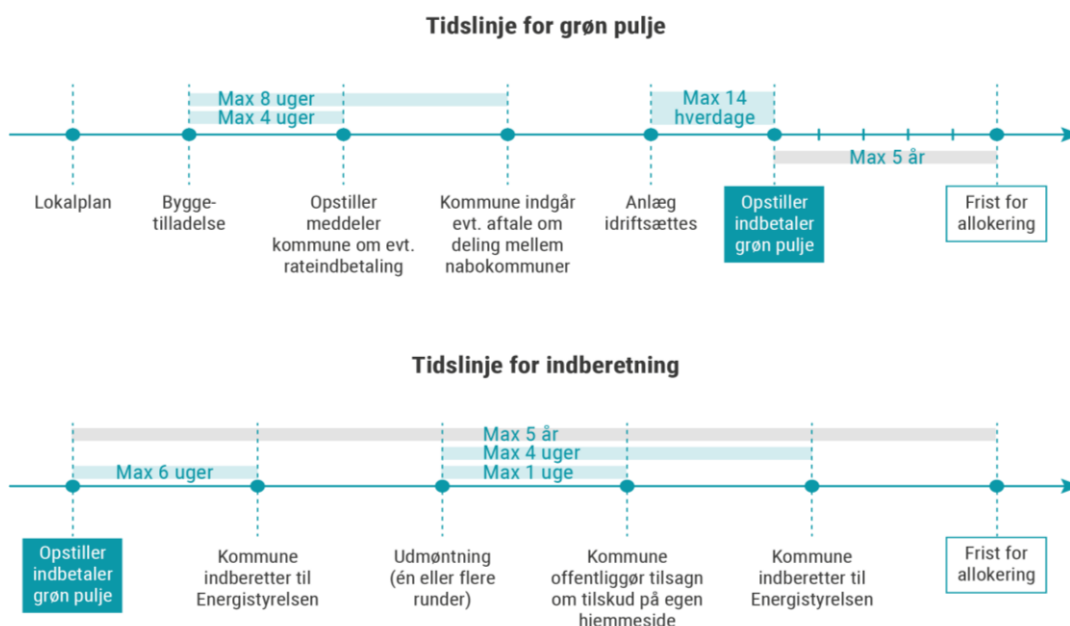 Tidslinje for grøn pulje
Max 8 uger
Max 4 uger
Max 14
hverdage
Max 5 år
Lokalplan
Bygge-
tilladelse
Opstiller
meddeler
kommune om evt.
rateindbetaling
Kommune indgår
evt. aftale om
deling mellem
nabokommuner
Anlæg
idriftsættes
Opstiller
indbetaler
grøn pulje
Frist for
allokering
Tidslinje for indberetning
Max 5 år
Max 4 uger
Max 6 uger
Max 1 uge
Opstiller
indbetaler
grøn pulje
Kommune
indberetter til
Energistyrelsen
Udmøntning
(én eller flere
runder)
Kommune
offentliggør tilsagn
om tilskud på egen
hjemmeside
Kommune
indberetter til
Energistyrelsen
Frist for
allokering